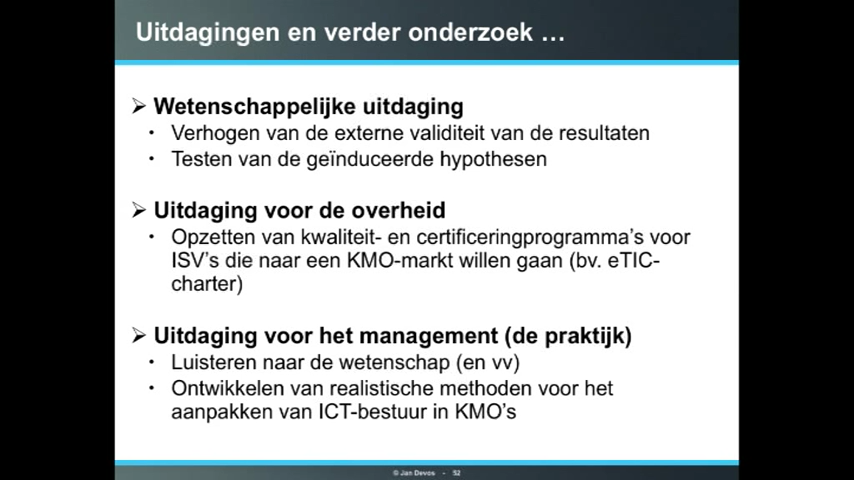 Uitdagingen en verder onderzoek …
➢ Wetenschappelijke uitdaging
• Verhogen van de externe validiteit van de resultaten
• Testen van de geïnduceerde hypothesen
➢ Uitdaging voor de overheid
• Opzetten van kwaliteit- en certificeringprogramma’s voor
ISV’s die naar een KMO-markt willen gaan (bv. eTIC-
charter)
➢ Uitdaging voor het management (de praktijk)
• Luisteren naar de wetenschap (en vv)
• Ontwikkelen van realistische methoden voor het
aanpakken van ICT-bestuur in KMO’s
© Jan Devos - 52